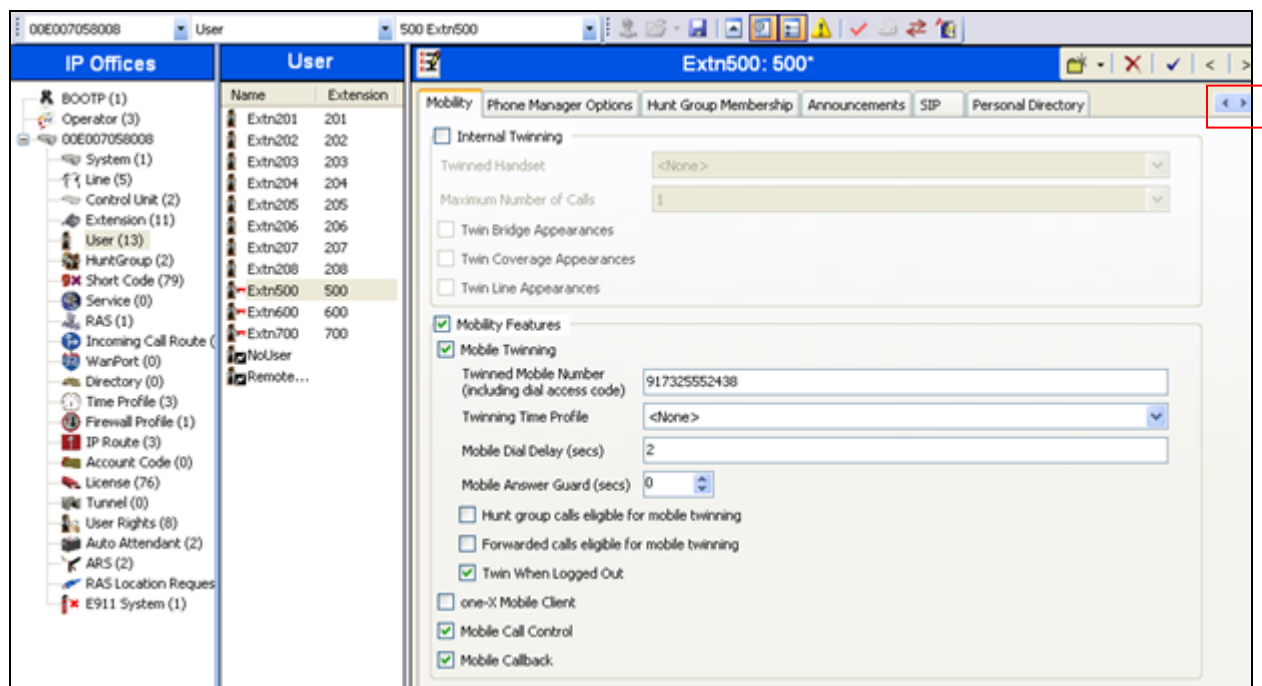 00E007058008 User 500 Extn500
IP Offices
BOOTP (1)
Operator (3)
00E007058008
System (1)
Line (5)
Control Unit (2)
Extension (11)
User (13)
HuntGroup (2)
Short Code (79)
Service (0)
RAS (1)
Incoming Call Route (
WanPort (0)
Directory (0)
Time Profile (3)
Firewall Profile (1)
IP Route (3)
Account Code (0)
License (76)
Tunnel (0)
User Rights (8)
Auto Attendant (2)
ARS (2)
RAS Location Reques
E911 System (1)
User
Name Extension
Extn201 201
Extn202 202
Extn203 203
Extn204 204
Extn205 205
Extn206 206
Extn207 207
Extn208 208
Extn500 500
Extn600 600
Extn700 700
NoUser
Remote...
Extn500: 500*
Mobility Phone Manager Options Hunt Group Membership Announcements SIP Personal Directory
Internal Twinning
Twinned Handset <None>
Maximum Number of Calls 1
Twin Bridge Appearances
Twin Coverage Appearances
Twin Line Appearances
Mobility Features
Mobile Twinning
Twinned Mobile Number
(including dial access code) 917325552438
Twinning Time Profile <None>
Mobile Dial Delay (secs) 2
Mobile Answer Guard (secs) 0
Hunt group calls eligible for mobile twinning
Forwarded calls eligible for mobile twinning
Twin When Logged Out
one-X Mobile Client
Mobile Call Control
Mobile Callback